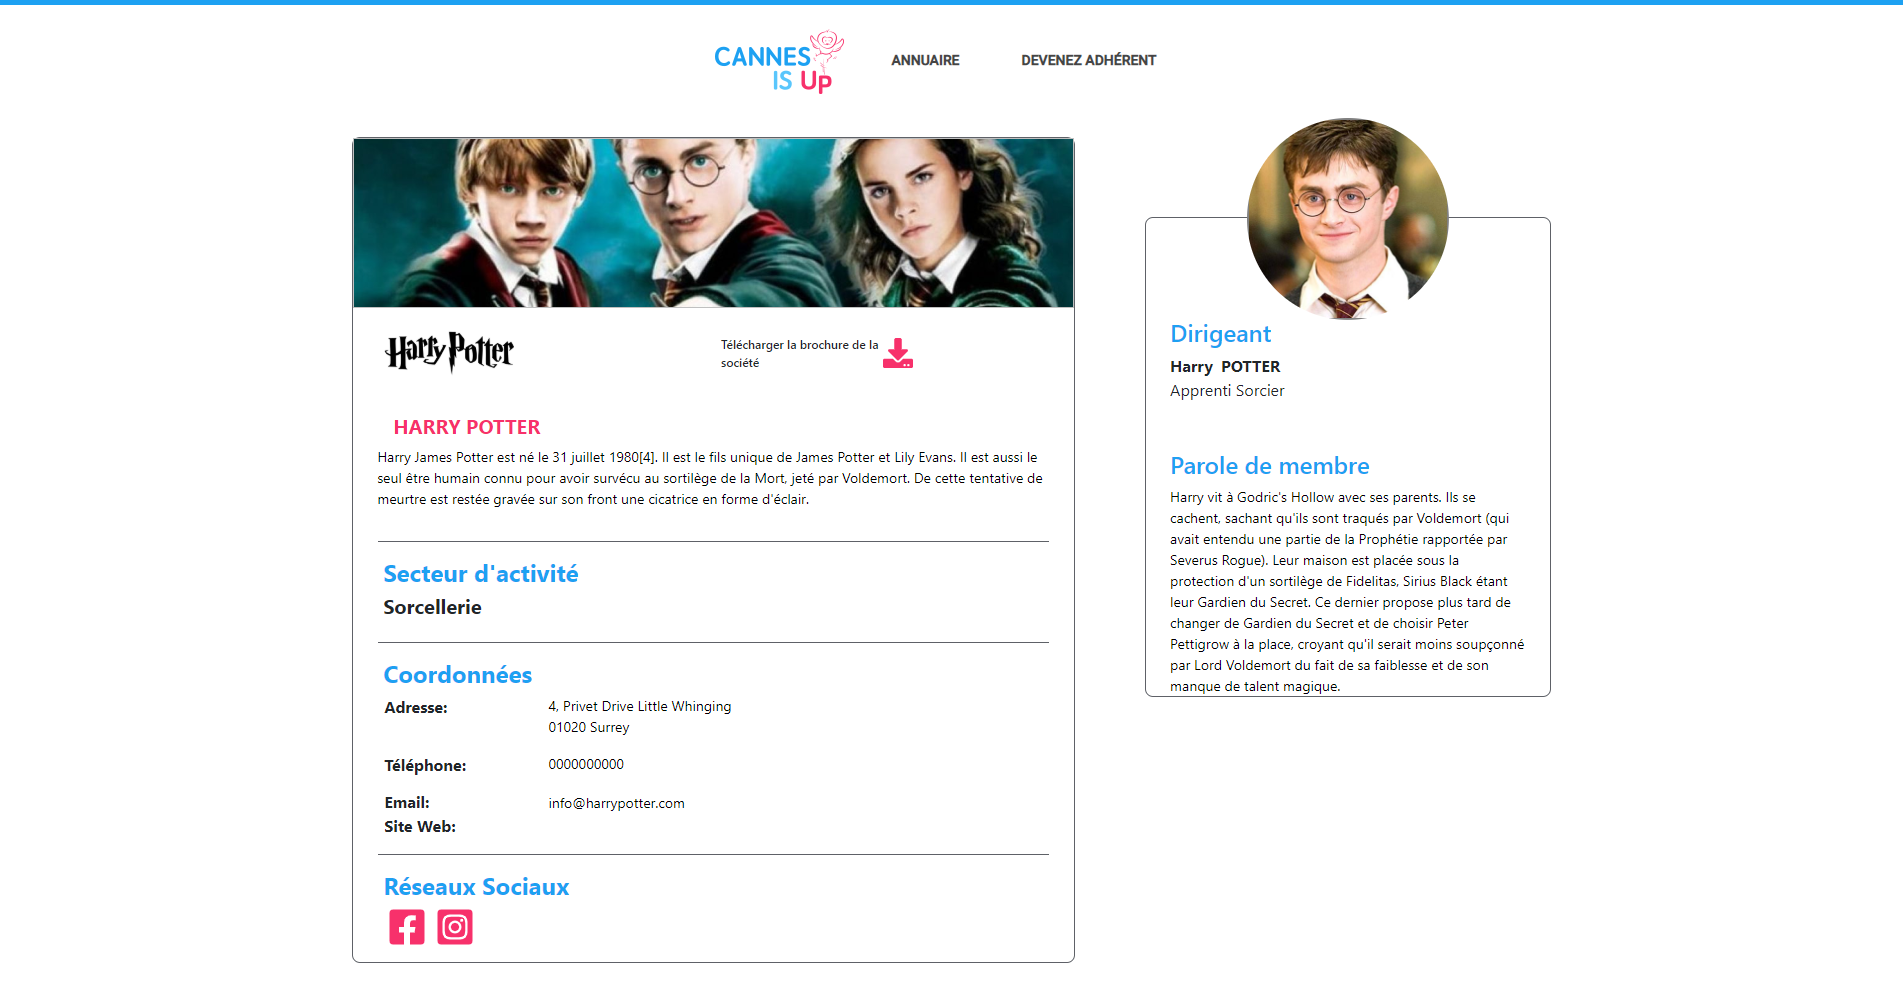 CANNES
IS UP
ANNUAIRE
DEVENEZ ADHÉRENT
Harry Potter
Télécharger la brochure de la
société
HARRY POTTER
Harry James Potter est né le 31 juillet 1980[4]. Il est le fils unique de James Potter et Lily Evans. Il est aussi le
seul être humain connu pour avoir survécu au sortilège de la Mort, jeté par Voldemort. De cette tentative de
meurtre est restée gravée sur son front une cicatrice en forme d'éclair.
Secteur d'activité
Sorcellerie
Coordonnées
Adresse:
4, Privet Drive Little Whinging
01020 Surrey
Téléphone:
0000000000
Email:
info@harrypotter.com
Site Web:
Réseaux Sociaux
Dirigeant
Harry POTTER
Apprenti Sorcier
Parole de membre
Harry vit à Godric's Hollow avec ses parents. Ils se
cachent, sachant qu'ils sont traqués par Voldemort (qui
avait entendu une partie de la Prophétie rapportée par
Severus Rogue). Leur maison est placée sous la
protection d'un sortilège de Fidelitas, Sirius Black étant
leur Gardien du Secret. Ce dernier propose plus tard de
changer de Gardien du Secret et de choisir Peter
Pettigrow à la place, croyant qu'il serait moins soupçonné
par Lord Voldemort du fait de sa faiblesse et de son
manque de talent magique.